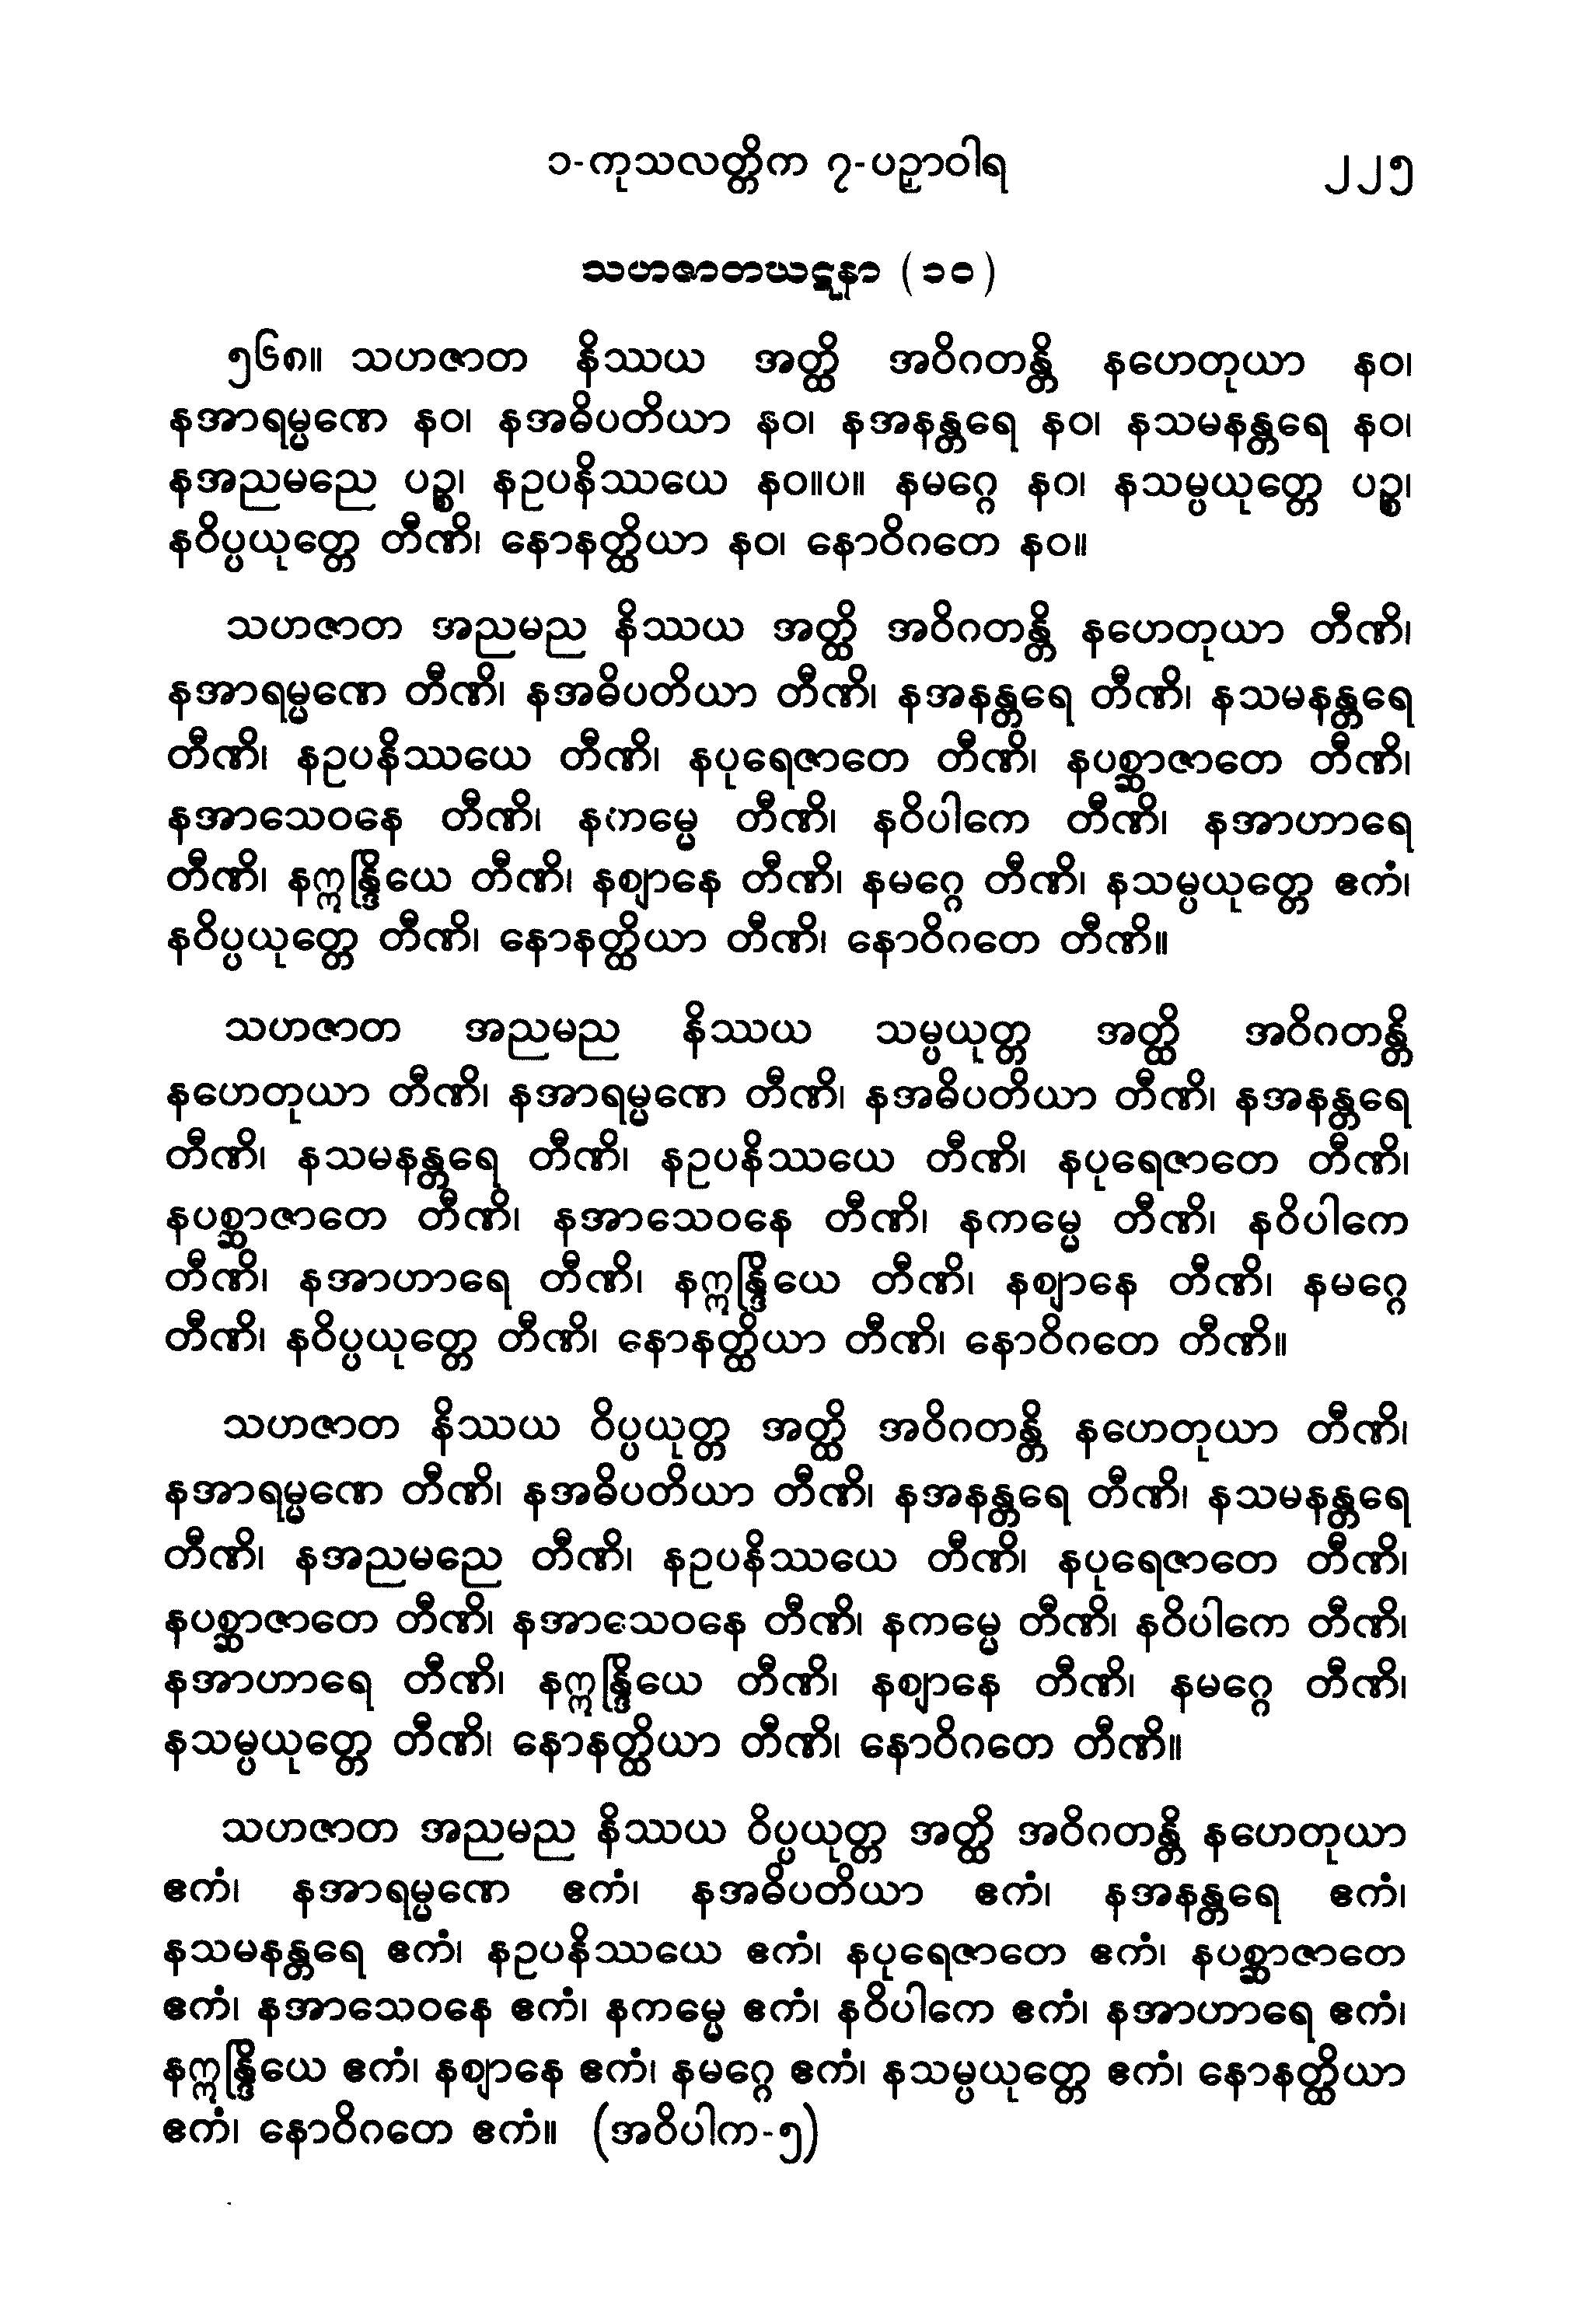 ၁-ကုသလတ္တိက ၇-ပဉှာဝါရ ၂၂၅
သဟဇာတဃဋနာ (၁၀)
၅၆၈။ သဟဇာတ နိဿယ အတ္ထိ အဝိဂတန္တိ နဟေတုယာ နဝ၊
နအာရမ္မဏေ နဝ၊ နအဓိပတိယာ နဝ၊ နအနန္တရေ နဝ၊ နသမနန္တရေ နဝ၊
နအညမညေ ပဉ္စ၊ နဥပနိဿယေ နဝ။ပ။ နမဂ္ဂေ နဝ၊ နသမ္ပယုတ္တေ ပဉ္စ၊
နဝိပ္ပယုတ္တေ တီဏိ၊ နောနတ္ထိယာ နဝ၊ နောဝိဂတေ နဝ။
သဟဇာတ အညမည နိဿယ အတ္ထိ အဝိဂတန္တိ နဟေတုယာ တီဏိ၊
နအာရမ္မဏေ တီဏိ၊ နအဓိပတိယာ တီဏိ၊ နအနန္တရေ တီဏိ၊ နသမနန္တရေ
တီဏိ၊ နဥပနိဿယေ တီဏိ၊ နပုရေဇာတေ တီဏိ၊ နပစ္ဆာဇာတေ တီဏိ၊
နအာသေဝနေ တီဏိ၊ နကမ္မေ တီဏိ၊ နဝိပါကေ တီဏိ၊ နအာဟာရေ
တီဏိ၊ နဣန္ဒြိယေ တီဏိ၊ နဈာနေ တီဏိ၊ နမဂ္ဂေ တီဏိ၊ နသမ္ပယုတ္တေ ဧကံ၊
နဝိပ္ပယုတ္တေ တီဏိ၊ နောနတ္ထိယာ တီဏိ၊ နောဝိဂတေ တီဏိ။
သဟဇာတ အညမည နိဿယ သမ္ပယုတ္တ အတ္ထိ အဝိဂတန္တိ
နဟေတုယာ တီဏိ၊ နအာရမ္မဏေ တီဏိ၊ နအဓိပတိယာ တီဏိ၊ နအနန္တရေ
တီဏိ၊ နသမနန္တရေ တီဏိ၊ နဥပနိဿယေ တီဏိ၊ နပုရေဇာတေ တီဏိ၊
နပစ္ဆာဇာတေ တီဏိ၊ နအာသေဝနေ တီဏိ၊ နကမ္မေ တီဏိ၊ နဝိပါကေ
တီဏိ၊ နအာဟာရေ တီဏိ၊ နဣန္ဒြိယေ တီဏိ၊ နဈာနေ တီဏိ၊ နမဂ္ဂေ
တီဏိ၊ နဝိပ္ပယုတ္တေ တီဏိ၊ နောနတ္ထိယာ တီဏိ၊ နောဝိဂတေ တီဏိ။
သဟဇာတ နိဿယ ဝိပ္ပယုတ္တ အတ္ထိ အဝိဂတန္တိ နဟေတုယာ တီဏိ၊
နအာရမ္မဏေ တီဏိ၊ နအဓိပတိယာ တီဏိ၊ နအနန္တရေ တီဏိ၊ နသမနန္တရေ
တီဏိ၊ နအညမညေ တီဏိ၊ နဥပနိဿယေ တီဏိ၊ နပုရေဇာတေ တီဏိ၊
နပစ္ဆာဇာတေ တီဏိ၊ နအာသေဝနေ တီဏိ၊ နကမ္မေ တီဏိ၊ နဝိပါကေ တီဏိ၊
နအာဟာရေ တီဏိ၊ နဣန္ဒြိယေ တီဏိ၊ နဈာနေ တီဏိ၊ နမဂ္ဂေ တီဏိ၊
နသမ္ပယုတ္တေ တီဏိ၊ နောနတ္ထိယာ တီဏိ၊ နောဝိဂတေ တီဏိ။
သဟဇာတ အညမည နိဿယ ဝိပ္ပယုတ္တ အတ္ထိ အဝိဂတန္တိ နဟေတုယာ
ဧကံ၊ နအာရမ္မဏေ ဧကံ၊ နအဓိပတိယာ ဧကံ၊ နအနန္တရေ ဧကံ၊
နသမနန္တရေ ဧကံ၊ နဥပနိဿယေ ဧကံ၊ နပုရေဇာတေ ဧကံ၊ နပစ္ဆာဇာတေ
ဧကံ၊ နအာသေဝနေ ဧကံ၊ နကမ္မေ ဧကံ၊ နဝိပါကေ ဧကံ၊ နအာဟာရေ ဧကံ၊
နဣန္ဒြိယေ ဧကံ၊ နဈာနေ ဧကံ၊ နမဂ္ဂေ ဧကံ၊ နသမ္ပယုတ္တေ ဧကံ၊ နောနတ္ထိယာ
ဧကံ၊ နောဝိဂတေ ဧကံ။ (အဝိပါက-၅)